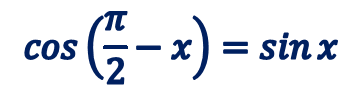 cos(π/2 − x) = sin x